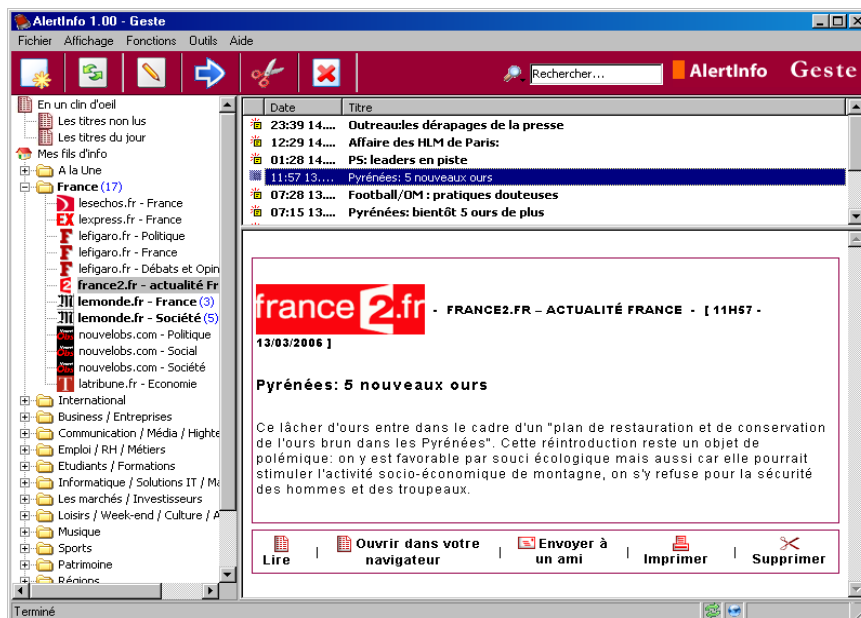 AlertInfo 1.00 - Geste
Fichier Affichage Fonctions Outils Aide
Rechercher... AlertInfo Geste
En un clin d'oeil
Les titres non lus
Les titres du jour
Mes fils d'info
A la Une
France (17)
lesechos.fr - France
lexpress.fr - France
lefigaro.fr - Politique
lefigaro.fr - France
lefigaro.fr - Débats et Opin
france2.fr - actualité Fr
lemonde.fr - France (3)
lemonde.fr - Société (5)
nouvelobs.com - Politique
nouvelobs.com - Social
nouvelobs.com - Société
latribune.fr - Economie
International
Business / Entreprises
Communication / Média / Highte
Emploi / RH / Métiers
Etudiants / Formations
Informatique / Solutions IT / Ma
Les marchés / Investisseurs
Loisirs / Week-end / Culture / A
Musique
Sports
Patrimoine
Régions
Date Titre
23:39 14.... Outreau:les dérapages de la presse
12:29 14.... Affaire des HLM de Paris:
01:28 14.... PS: leaders en piste
11:57 13.... Pyrénées: 5 nouveaux ours
07:28 13.... Football/OM : pratiques douteuses
07:15 13.... Pyrénées: bientôt 5 ours de plus
france 2.fr - FRANCE2.FR – ACTUALITÉ FRANCE - [ 11H57 -
13/03/2006 ]
Pyrénées: 5 nouveaux ours
Ce lâcher d'ours entre dans le cadre d'un "plan de restauration et de conservation
de l'ours brun dans les Pyrénées". Cette réintroduction reste un objet de
polémique: on y est favorable par souci écologique mais aussi car elle pourrait
stimuler l'activité socio-économique de montagne, on s'y refuse pour la sécurité
des hommes et des troupeaux.
Lire | Ouvrir dans votre navigateur | Envoyer à un ami | Imprimer | Supprimer
Terminé